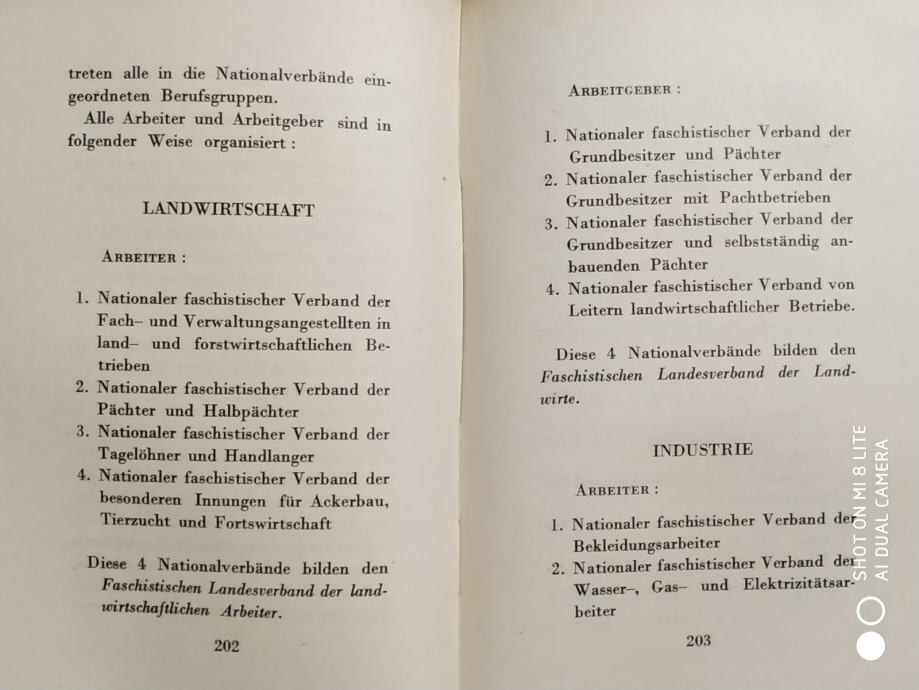 treten alle in die Nationalverbände ein-
geordneten Berufsgruppen.
Alle Arbeiter und Arbeitgeber sind in
folgender Weise organisiert :
LANDWIRTSCHAFT
ARBEITER :
1. Nationaler faschistischer Verband der
Fach- und Verwaltungsangestellten in
land- und forstwirtschaftlichen Be-
trieben
2. Nationaler faschistischer Verband der
Pächter und Halbpächter
3. Nationaler faschistischer Verband der
Tagelöhner und Handlanger
4. Nationaler faschistischer Verband der
besonderen Innungen für Ackerbau,
Tierzucht und Fortswirtschaft
Diese 4 Nationalverbände bilden den
Faschistischen Landesverband der land-
wirtschaftlichen Arbeiter.
202
ARBEITGEBER :
1. Nationaler faschistischer Verband der
Grundbesitzer und Pächter
2. Nationaler faschistischer Verband der
Grundbesitzer mit Pachtbetrieben
3. Nationaler faschistischer Verband der
Grundbesitzer und selbstständig an-
bauenden Pächter
4. Nationaler faschistischer Verband von
Leitern landwirtschaftlicher Betriebe.
Diese 4 Nationalverbände bilden den
Faschistischen Landesverband der Land-
wirte.
INDUSTRIE
ARBEITER :
1. Nationaler faschistischer Verband der
Bekleidungsarbeiter
2. Nationaler faschistischer Verband der
Wasser-, Gas- und Elektrizitätsar-
beiter
203
SHOT ON MI 8 LITE
AI DUAL CAMERA